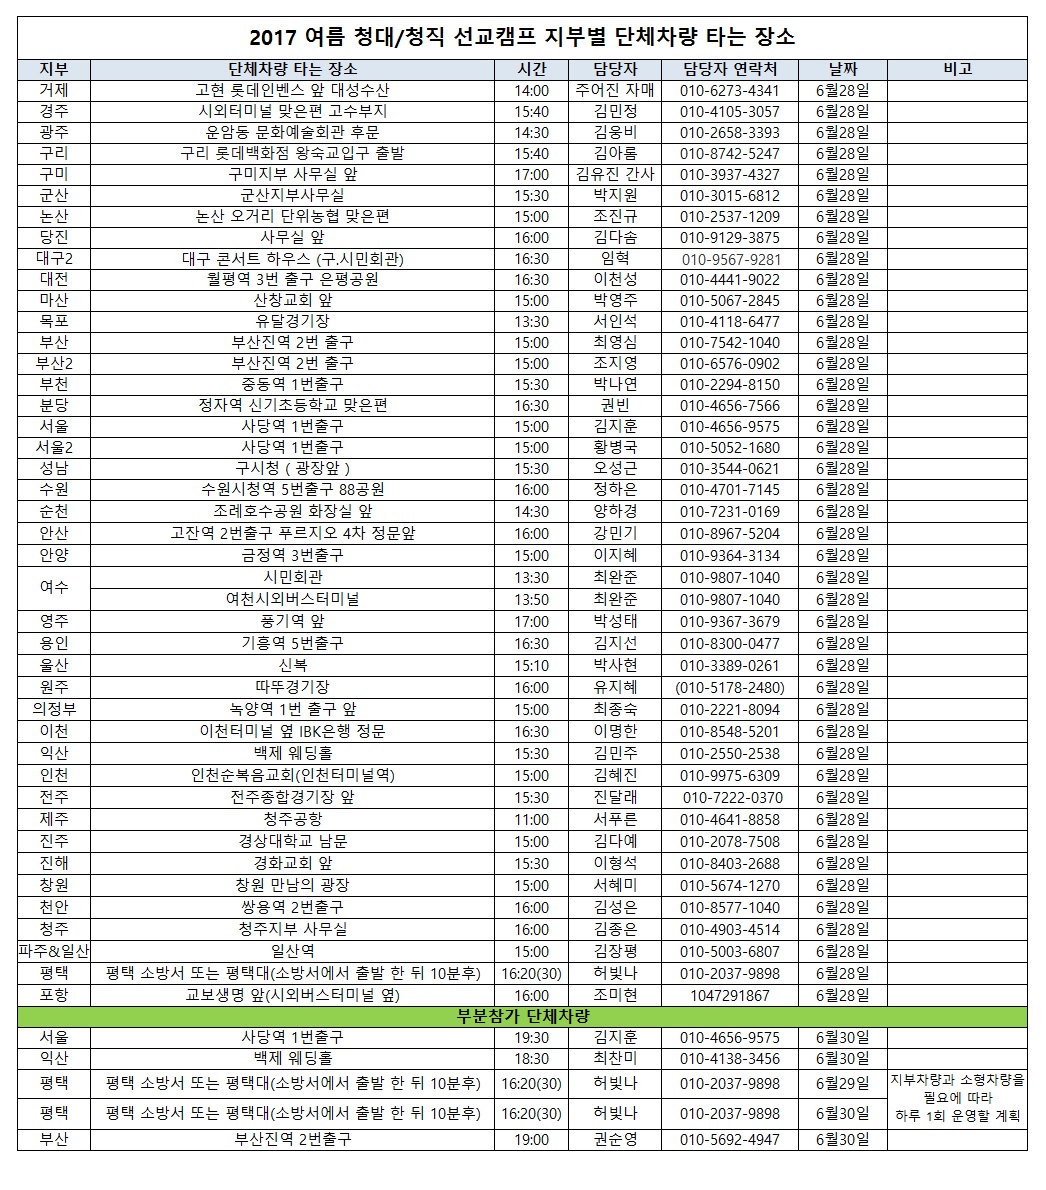 2017 여름 청대/청직 선교캠프 지부별 단체차량 타는 장소
지부 단체차량 타는 장소 시간 담당자 담당자 연락처 날짜 비고
거제 고현 롯데인벤스 앞 대성수산 14:00 주어진 자매 010-6273-4341 6월28일
경주 시외터미널 맞은편 고수부지 15:40 김민정 010-4105-3057 6월28일
광주 운암동 문화예술회관 후문 14:30 김웅비 010-2658-3393 6월28일
구리 구리 롯데백화점 왕숙교입구 출발 15:40 김아롬 010-8742-5247 6월28일
구미 구미지부 사무실 앞 17:00 김유진 간사 010-3937-4327 6월28일
군산 군산지부사무실 15:30 박지원 010-3015-6812 6월28일
논산 논산 오거리 단위농협 맞은편 15:00 조진규 010-2537-1209 6월28일
당진 사무실 앞 16:00 김다솜 010-9129-3875 6월28일
대구2 대구 콘서트 하우스 (구.시민회관) 16:30 임혁 010-9567-9281 6월28일
대전 월평역 3번 출구 은평공원 16:30 이천성 010-4441-9022 6월28일
마산 산창교회 앞 15:00 박영주 010-5067-2845 6월28일
목포 유달경기장 13:30 서인석 010-4118-6477 6월28일
부산 부산진역 2번 출구 15:00 최영심 010-7542-1040 6월28일
부산2 부산진역 2번 출구 15:00 조지영 010-6576-0902 6월28일
부천 중동역 1번출구 15:30 박나연 010-2294-8150 6월28일
분당 정자역 신기초등학교 맞은편 16:30 권빈 010-4656-7566 6월28일
서울 사당역 1번출구 15:00 김지훈 010-4656-9575 6월28일
서울2 사당역 1번출구 15:00 황병국 010-5052-1680 6월28일
성남 구시청 ( 광장앞 ) 15:30 오성근 010-3544-0621 6월28일
수원 수원시청역 5번출구 88공원 16:00 정하은 010-4701-7145 6월28일
순천 조례호수공원 화장실 앞 14:30 양하경 010-7231-0169 6월28일
안산 고잔역 2번출구 푸르지오 4차 정문앞 16:00 강민기 010-8967-5204 6월28일
안양 금정역 3번출구 15:00 이지혜 010-9364-3134 6월28일
여수 시민회관 13:30 최완준 010-9807-1040 6월28일
여천시외버스터미널 13:50 최완준 010-9807-1040 6월28일
영주 풍기역 앞 17:00 박성태 010-9367-3679 6월28일
용인 기흥역 5번출구 16:30 김지선 010-8300-0477 6월28일
울산 신복 15:10 박사현 010-3389-0261 6월28일
원주 따뚜경기장 16:00 유지혜 (010-5178-2480) 6월28일
의정부 녹양역 1번 출구 앞 15:00 최종숙 010-2221-8094 6월28일
이천 이천터미널 옆 IBK은행 정문 16:30 이명한 010-8548-5201 6월28일
익산 백제 웨딩홀 15:30 김민주 010-2550-2538 6월28일
인천 인천순복음교회(인천터미널역) 15:00 김혜진 010-9975-6309 6월28일
전주 전주종합경기장 앞 15:30 진달래 010-7222-0370 6월28일
제주 청주공항 11:00 서푸른 010-4641-8858 6월28일
진주 경상대학교 남문 15:00 김다예 010-2078-7508 6월28일
진해 경화교회 앞 15:30 이형석 010-8403-2688 6월28일
창원 창원 만남의 광장 15:00 서혜미 010-5674-1270 6월28일
천안 쌍용역 2번출구 16:00 김성은 010-8577-1040 6월28일
청주 청주지부 사무실 16:00 김종은 010-4903-4514 6월28일
파주&일산 일산역 15:00 김장평 010-5003-6807 6월28일
평택 평택 소방서 또는 평택대(소방서에서 출발 한 뒤 10분후) 16:20(30) 허빛나 010-2037-9898 6월28일
포항 교보생명 앞(시외버스터미널 옆) 16:00 조미현 1047291867 6월28일
부분참가 단체차량
서울 사당역 1번출구 19:30 김지훈 010-4656-9575 6월30일
익산 백제 웨딩홀 18:30 최찬미 010-4138-3456 6월30일
평택 평택 소방서 또는 평택대(소방서에서 출발 한 뒤 10분후) 16:20(30) 허빛나 010-2037-9898 6월29일 지부차량과 소형차량을
필요에 따라
하루 1회 운영할 계획
평택 평택 소방서 또는 평택대(소방서에서 출발 한 뒤 10분후) 16:20(30) 허빛나 010-2037-9898 6월30일
부산 부산진역 2번출구 19:00 권순영 010-5692-4947 6월30일